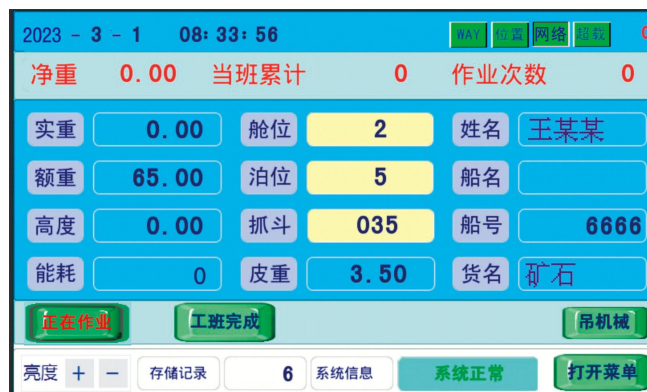 2023 - 3 - 1 08:33:56 WAY 位置 网络 超载
净重 0.00 当班累计 0 作业次数 0
实重 0.00 舱位 2 姓名 王某某
额重 65.00 泊位 5 船名
高度 0.00 抓斗 035 船号 6666
能耗 0 皮重 3.50 货名 矿石
正在作业 工班完成 吊机械
亮度 + - 存储记录 6 系统信息 系统正常 打开菜单